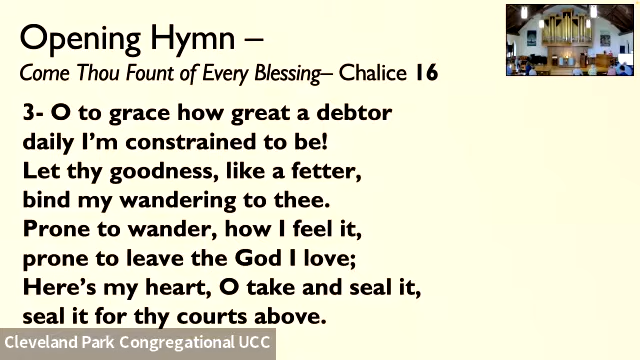 Opening Hymn –
Come Thou Fount of Every Blessing– Chalice 16
3- O to grace how great a debtor
daily I'm constrained to be!
Let thy goodness, like a fetter,
bind my wandering to thee.
Prone to wander, how I feel it,
prone to leave the God I love;
Here's my heart, O take and seal it,
seal it for thy courts above.
Cleveland Park Congregational UCC